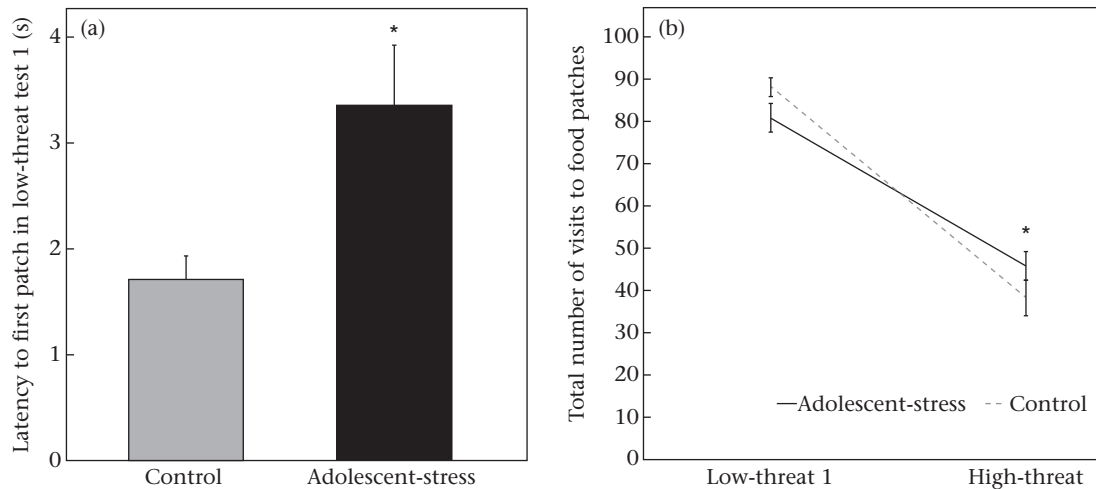 (a)
Latency to first patch in low-threat test 1 (s)
4
3
2
1
0
*
Control
Adolescent-stress
(b)
Total number of visits to food patches
100
90
80
70
60
50
40
30
20
10
0
*
Adolescent-stress
Control
Low-threat 1
High-threat